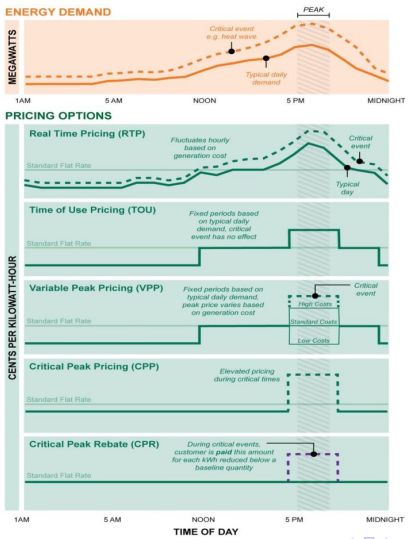 ENERGY DEMAND
PEAK
MEGAWATTS
Critical event
e.g. heat wave
Typical daily
demand
1AM
5 AM
NOON
5 PM
MIDNIGHT
PRICING OPTIONS
CENTS PER KILOWATT-HOUR
Real Time Pricing (RTP)
Fluctuates hourly
based on
generation cost
Critical
event
Standard Flat Rate
Typical
day
Time of Use Pricing (TOU)
Fixed periods based
on typical daily
demand, critical
event has no effect
Standard Flat Rate
Variable Peak Pricing (VPP)
Fixed periods based on
typical daily demand,
peak price varies based
on generation cost
Critical
event
High Costs
Standard Costs
Low Costs
Standard Flat Rate
Critical Peak Pricing (CPP)
Elevated pricing
during critical times
Standard Flat Rate
Critical Peak Rebate (CPR)
During critical events,
customer is paid this amount
for each kWh reduced below a
baseline quantity
Standard Flat Rate
1AM
5 AM
NOON
5 PM
MIDNIGHT
TIME OF DAY